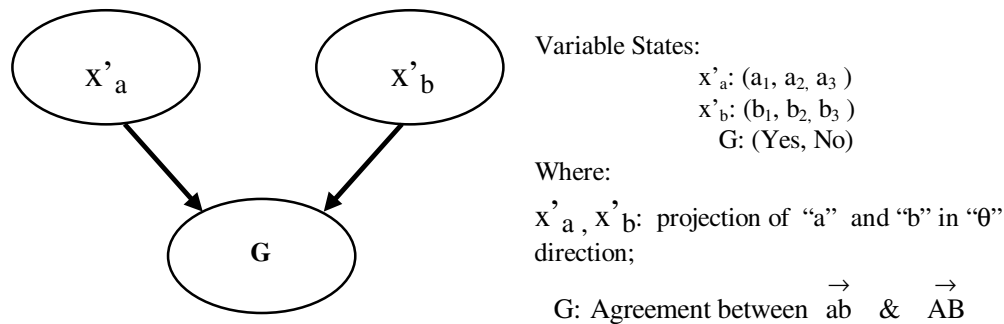 x’a
x’b
G
Variable States:
x’a: (a1, a2, a3 )
x’b: (b1, b2, b3 )
G: (Yes, No)
Where:
x’a , x’b: projection of “a” and “b” in “θ”
direction;
G: Agreement between →ab & →AB